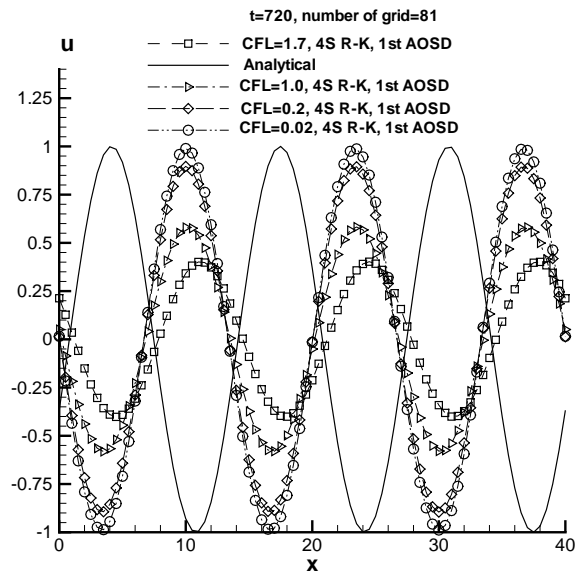 t=720, number of grid=81
u
CFL=1.7, 4S R-K, 1st AOSD
Analytical
CFL=1.0, 4S R-K, 1st AOSD
CFL=0.2, 4S R-K, 1st AOSD
CFL=0.02, 4S R-K, 1st AOSD
1.25
1
0.75
0.5
0.25
0
-0.25
-0.5
-0.75
-1
0 10 20 30 40
x